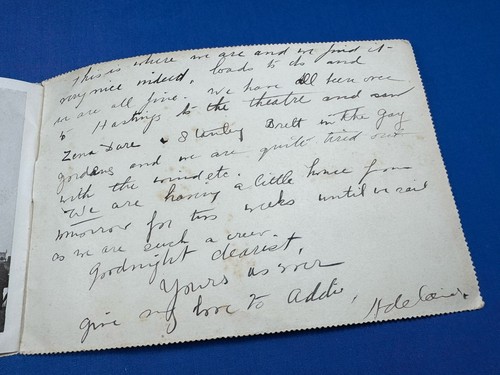 This is where we are and we find it
very nice indeed, loads to do and
we are all fine. We have all been over
to Hastings to the theatre and saw
Zena Dare & Stanley Brett in the gay
gordons and we are quite tired out
with the wind etc.
We are having a little house from
tomorrow for two weeks until we sail
as we are such a crew.
Goodnight dearest,
Yours as ever
give my love to Addie,